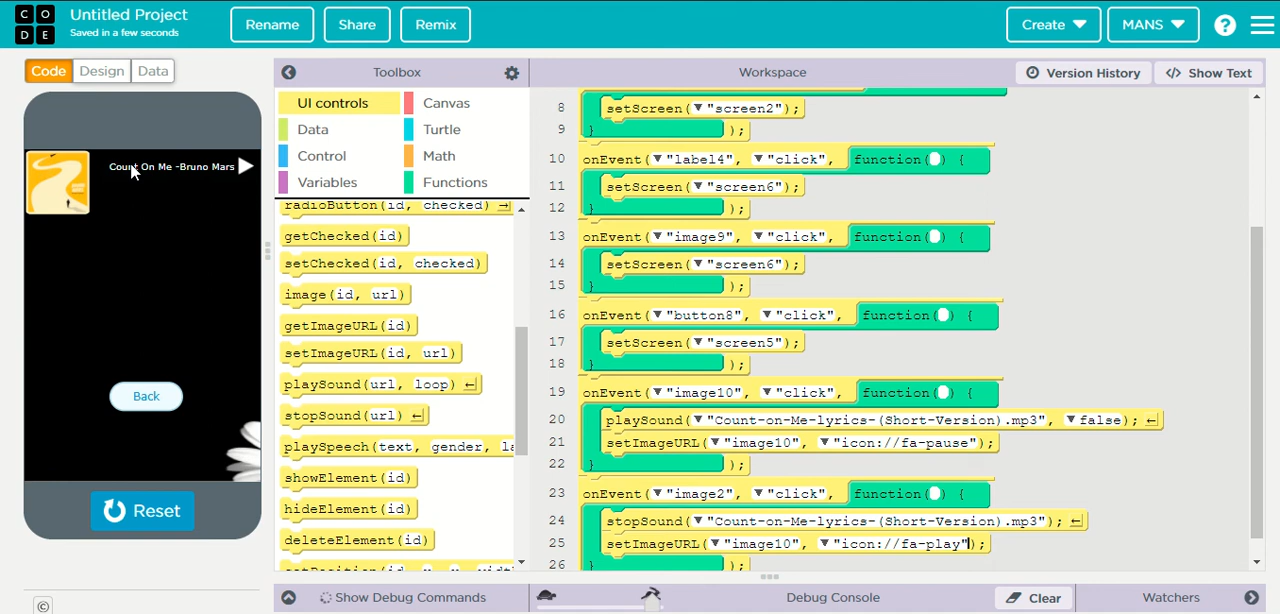 CODE
Untitled Project
Saved in a few seconds
Rename
Share
Remix
Create
MANS
?
Code
Design
Data
Toolbox
Workspace
Version History
</> Show Text
UI controls
Canvas
Data
Turtle
Control
Math
Variables
Functions
Count On Me -Bruno Mars
Back
Reset
radioButton(id, checked)
getChecked(id)
setChecked(id, checked)
image(id, url)
getImageURL(id)
setImageURL(id, url)
playSound(url, loop)
stopSound(url)
playSpeech(text, gender, la
showElement(id)
hideElement(id)
deleteElement(id)
8 setScreen(▼"screen2");
9 } );
10 onEvent(▼"label4", ▼"click", function( ) {
11 setScreen(▼"screen6");
12 } );
13 onEvent(▼"image9", ▼"click", function( ) {
14 setScreen(▼"screen6");
15 } );
16 onEvent(▼"button8", ▼"click", function( ) {
17 setScreen(▼"screen5");
18 } );
19 onEvent(▼"image10", ▼"click", function( ) {
20 playSound(▼"Count-on-Me-lyrics-(Short-Version).mp3", ▼false);
21 setImageURL(▼"image10", ▼"icon://fa-pause");
22 } );
23 onEvent(▼"image2", ▼"click", function( ) {
24 stopSound(▼"Count-on-Me-lyrics-(Short-Version).mp3");
25 setImageURL(▼"image10", ▼"icon://fa-play");
26 } );
©
Show Debug Commands
Debug Console
Clear
Watchers